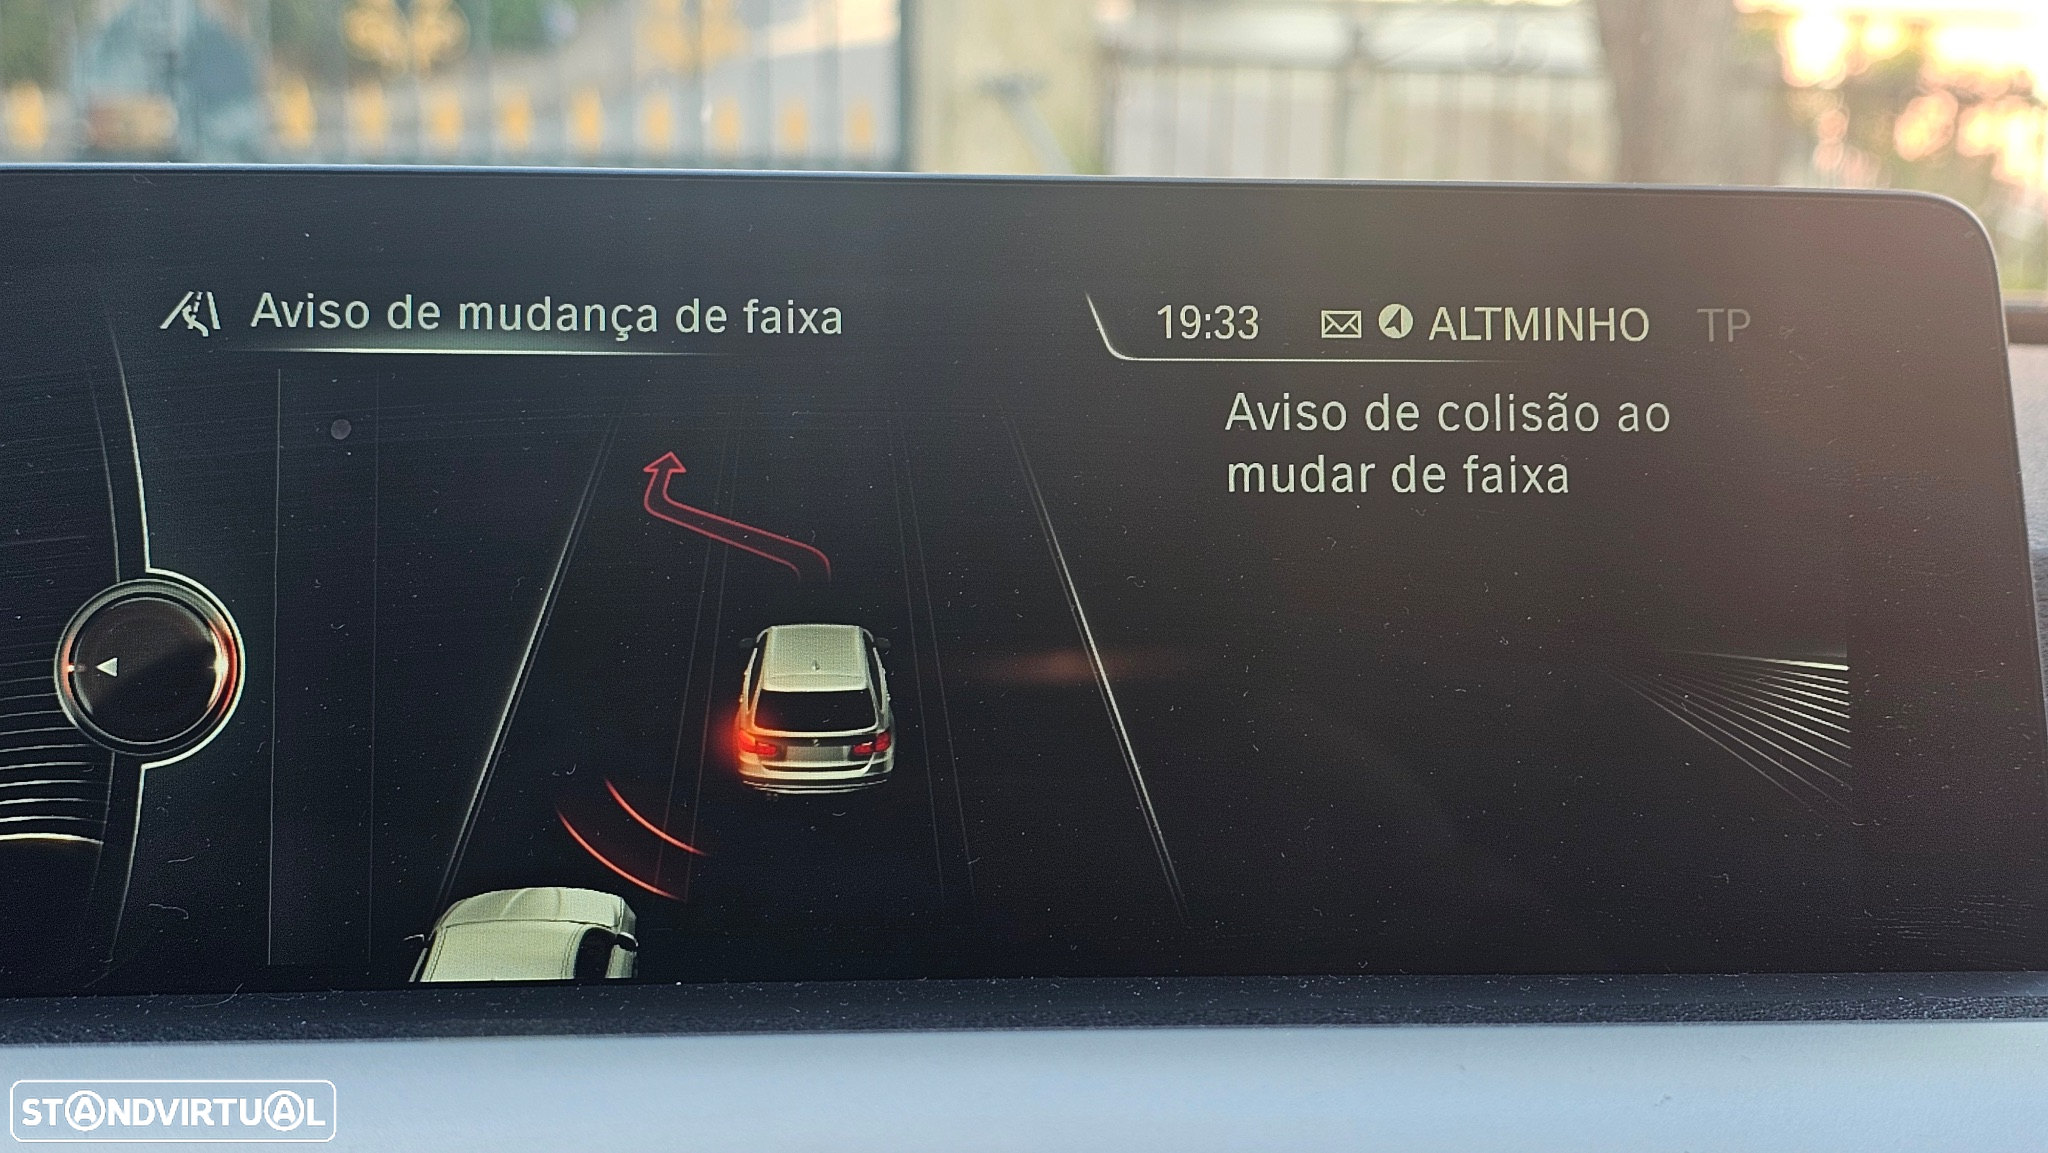 Aviso de mudança de faixa
19:33 ALTMINHO TP
Aviso de colisão ao
mudar de faixa
STANDVIRTUAL